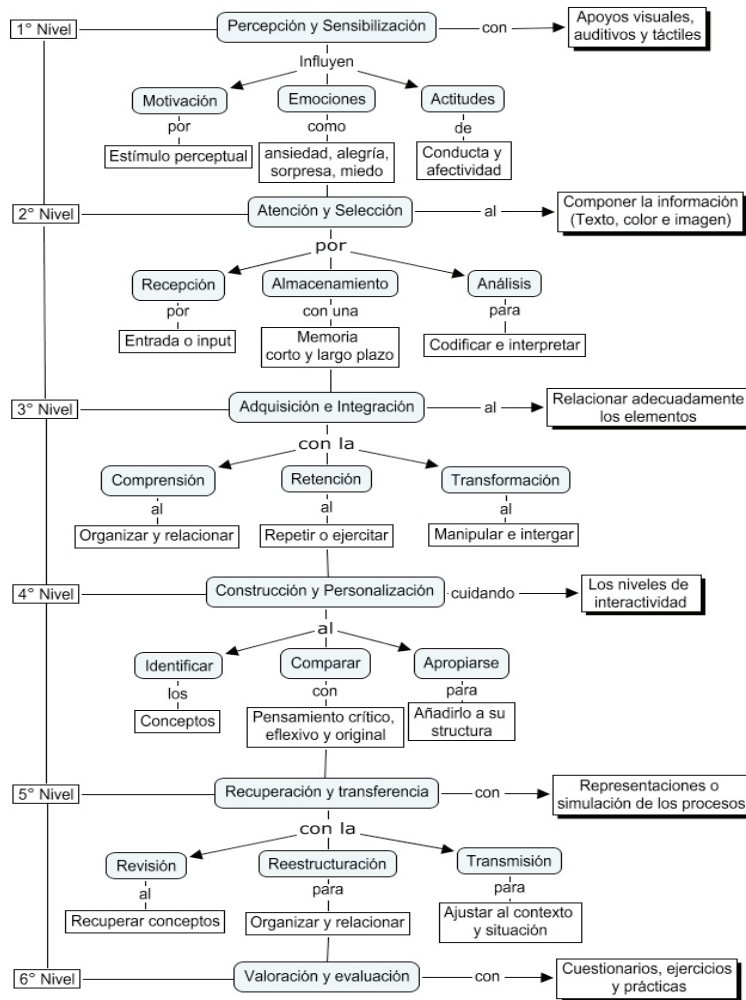 1° Nivel
Percepción y Sensibilización
con
Apoyos visuales,
auditivos y táctiles
Influyen
Motivación
Emociones
Actitudes
por
como
de
Estímulo perceptual
ansiedad, alegría,
sorpresa, miedo
Conducta y
afectividad
2° Nivel
Atención y Selección
al
Componer la información
(Texto, color e imagen)
por
Recepción
Almacenamiento
Análisis
por
con una
para
Entrada o input
Memoria
corto y largo plazo
Codificar e interpretar
3° Nivel
Adquisición e Integración
al
Relacionar adecuadamente
los elementos
con la
Comprensión
Retención
Transformación
al
al
al
Organizar y relacionar
Repetir o ejercitar
Manipular e intergar
4° Nivel
Construcción y Personalización
cuidando
Los niveles de
interactividad
al
Identificar
Comparar
Apropiarse
los
con
para
Conceptos
Pensamiento crítico,
eflexivo y original
Añadirlo a su
structura
5° Nivel
Recuperación y transferencia
con
Representaciones o
simulación de los procesos
con la
Revisión
Reestructuración
Transmisión
al
para
para
Recuperar conceptos
Organizar y relacionar
Ajustar al contexto
y situación
6° Nivel
Valoración y evaluación
con
Cuestionarios, ejercicios
y prácticas